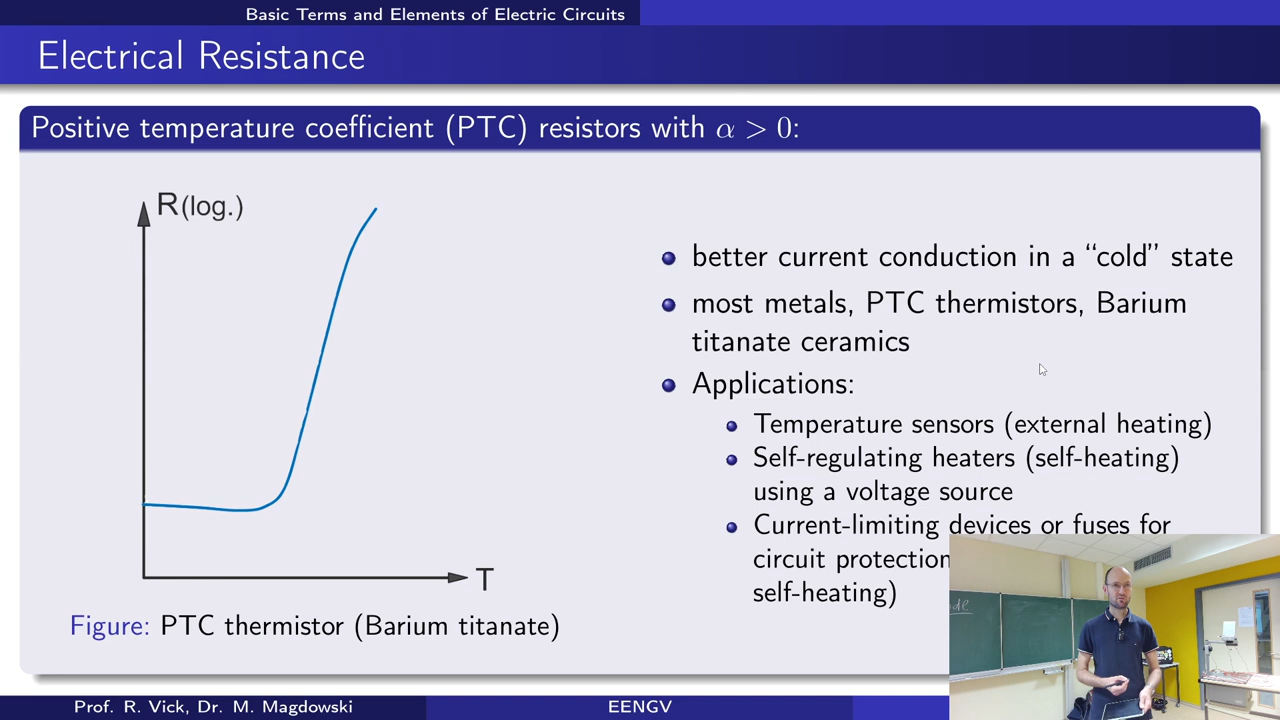 Basic Terms and Elements of Electric Circuits
Electrical Resistance
Positive temperature coefficient (PTC) resistors with α > 0:
R(log.)
T
Figure: PTC thermistor (Barium titanate)
better current conduction in a “cold” state
most metals, PTC thermistors, Barium
titanate ceramics
Applications:
Temperature sensors (external heating)
Self-regulating heaters (self-heating)
using a voltage source
Current-limiting devices or fuses for
circuit protection
self-heating)
Prof. R. Vick, Dr. M. Magdowski
EENGV